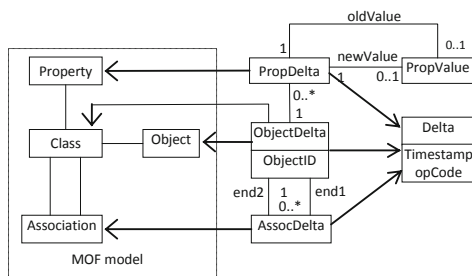 oldValue
1
0..1
Property
PropDelta
newValue
1
0..1
PropValue
0..*
1
Class
Object
ObjectDelta
ObjectID
Delta
Timestamp
opCode
end2
1
end1
0..*
Association
AssocDelta
MOF model